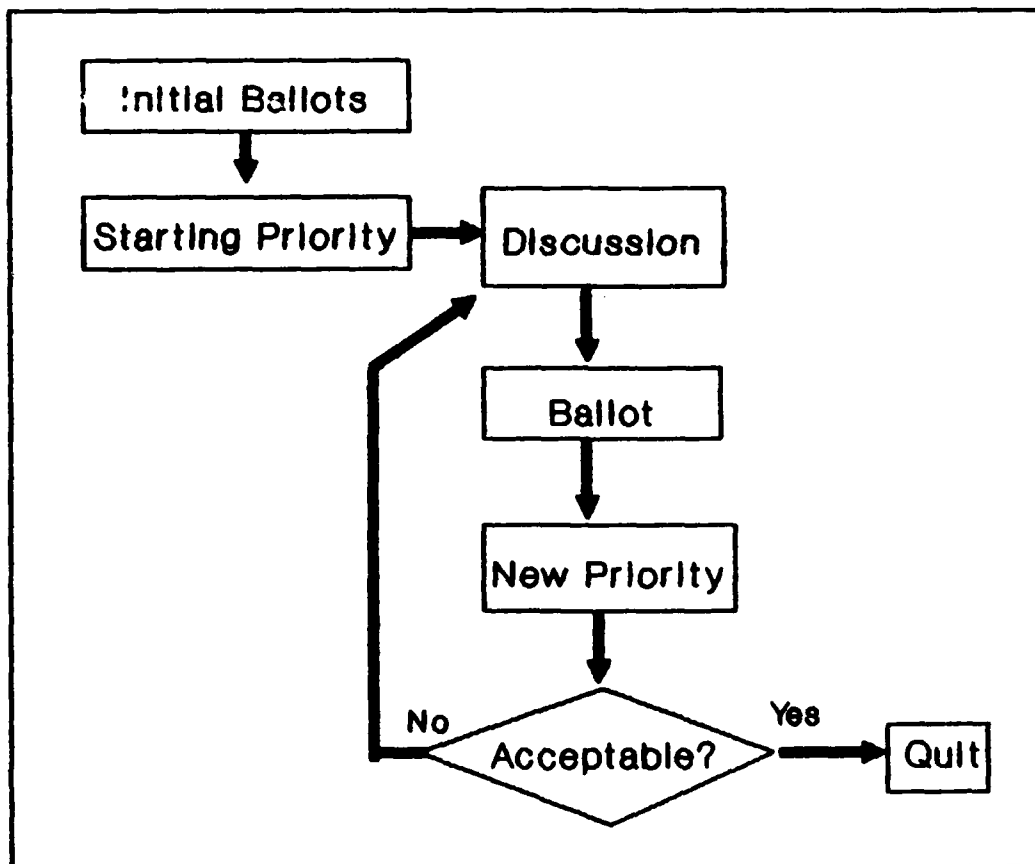 Initial Ballots
Starting Priority
Discussion
Ballot
New Priority
No
Yes
Acceptable?
Quit